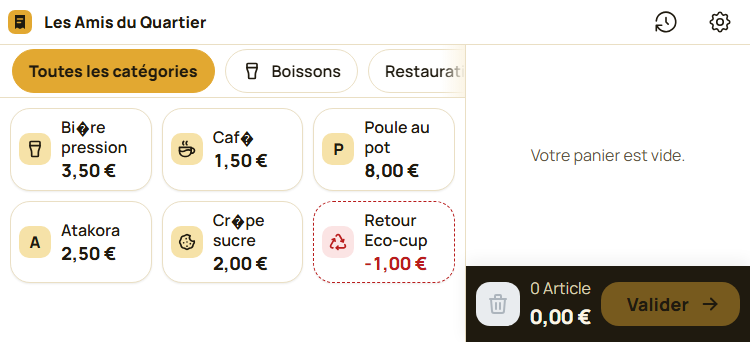 Les Amis du Quartier
Toutes les catégories
Boissons
Restaurati
Bi�re
pression
3,50 €
Caf�
1,50 €
P
Poule au
pot
8,00 €
A
Atakora
2,50 €
Cr�pe
sucre
2,00 €
Retour
Eco-cup
-1,00 €
Votre panier est vide.
0 Article
0,00 €
Valider